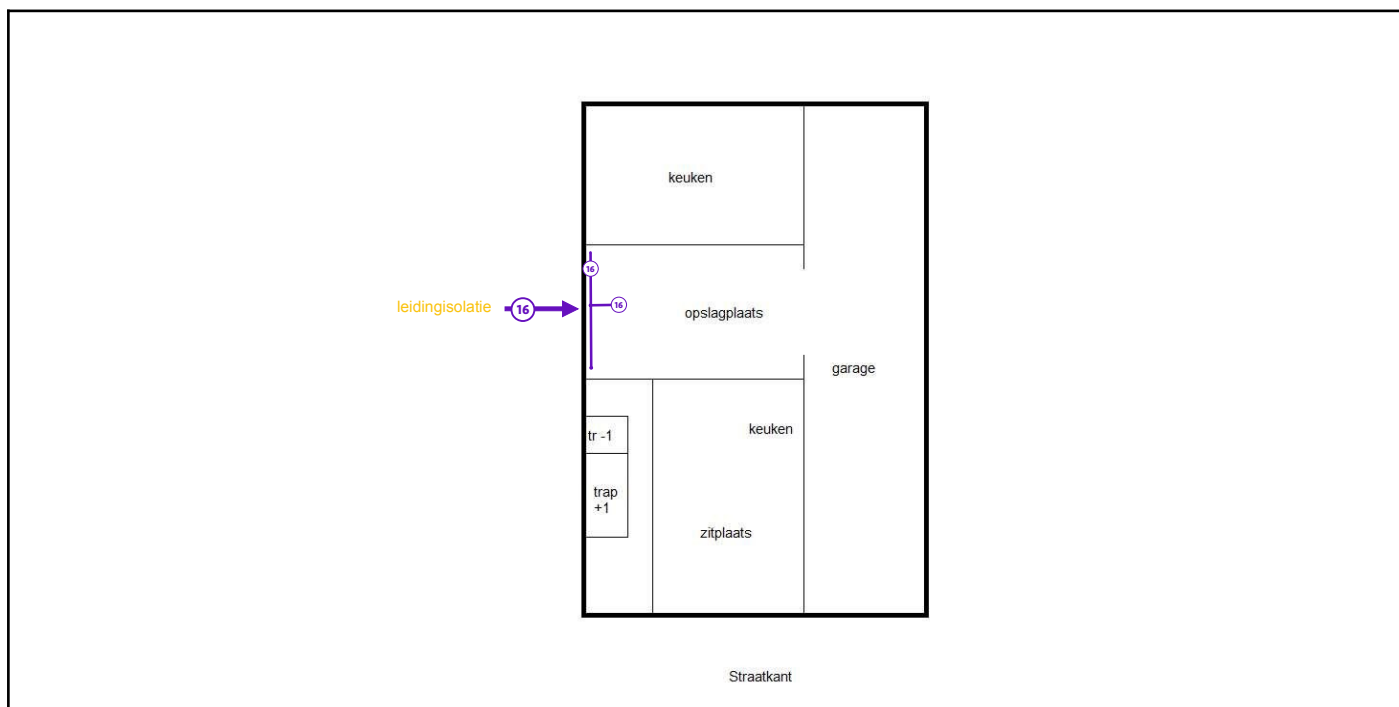 keuken
16
leidingisolatie
16
16
opslagplaats
garage
keuken
tr -1
trap
+1
zitplaats
Straatkant